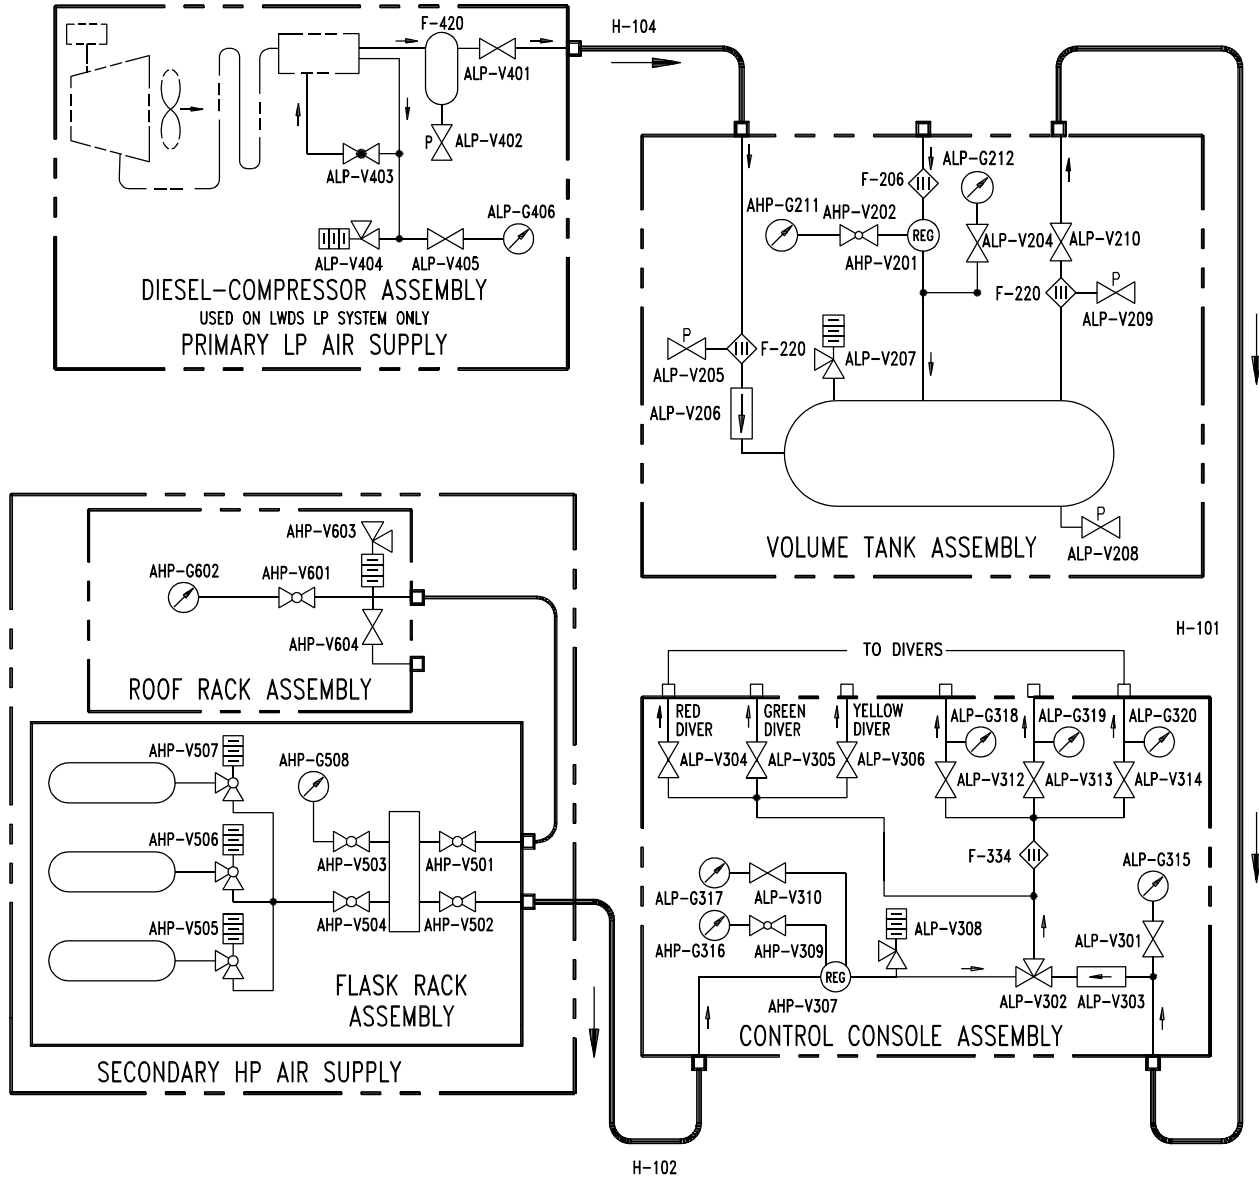 F-420
H-104
ALP-V401
P
ALP-V402
ALP-V403
ALP-G406
ALP-V404
ALP-V405
DIESEL-COMPRESSOR ASSEMBLY
USED ON LWDS LP SYSTEM ONLY
PRIMARY LP AIR SUPPLY
ALP-G212
F-206
AHP-G211
AHP-V202
REG
ALP-V204
ALP-V210
AHP-V201
F-220
P
ALP-V209
P
F-220
ALP-V205
ALP-V207
ALP-V206
P
VOLUME TANK ASSEMBLY
ALP-V208
H-101
AHP-V603
AHP-G602
AHP-V601
AHP-V604
ROOF RACK ASSEMBLY
AHP-V507
AHP-G508
AHP-V506
AHP-V503
AHP-V501
AHP-V505
AHP-V504
AHP-V502
FLASK RACK
ASSEMBLY
SECONDARY HP AIR SUPPLY
TO DIVERS
RED
DIVER
GREEN
DIVER
YELLOW
DIVER
ALP-G318
ALP-G319
ALP-G320
ALP-V304
ALP-V305
ALP-V306
ALP-V312
ALP-V313
ALP-V314
F-334
ALP-G315
ALP-G317
ALP-V310
ALP-V308
ALP-V301
AHP-G316
AHP-V309
REG
AHP-V307
ALP-V302
ALP-V303
CONTROL CONSOLE ASSEMBLY
H-102